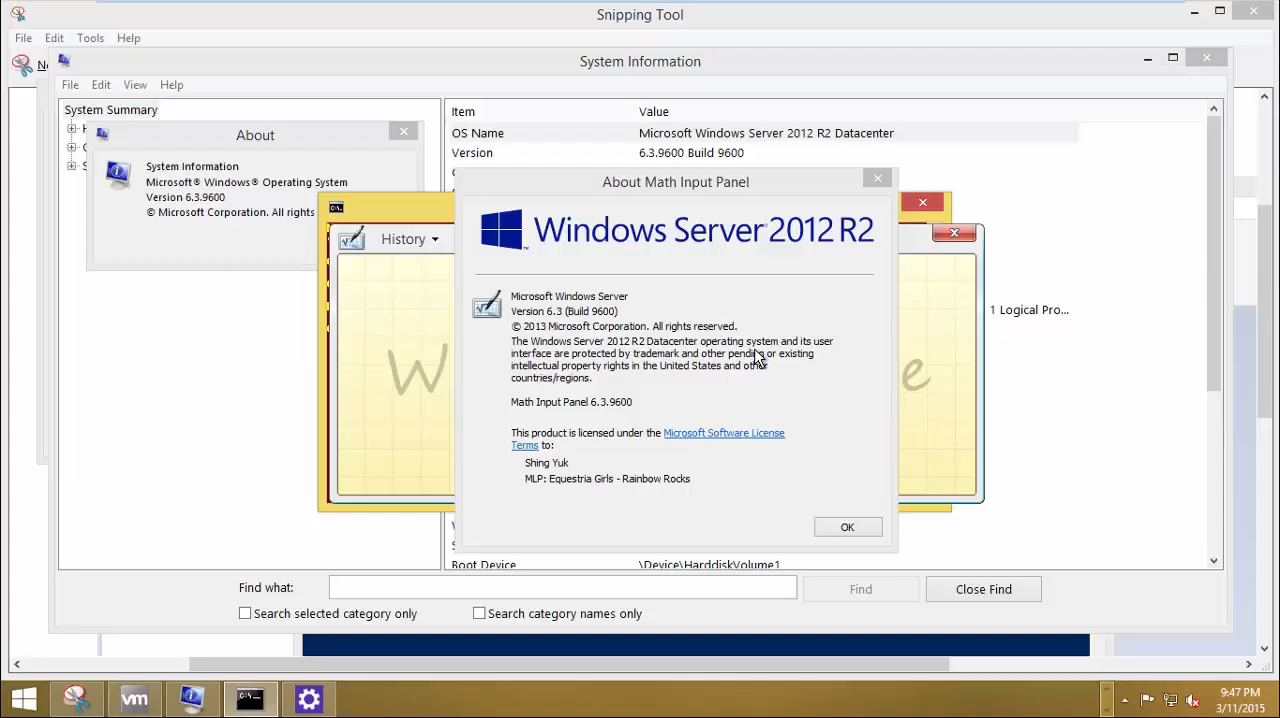 Snipping Tool
File Edit Tools Help
System Information
File Edit View Help
System Summary
Item Value
OS Name Microsoft Windows Server 2012 R2 Datacenter
Version 6.3.9600 Build 9600
About
System Information
Microsoft® Windows® Operating System
Version 6.3.9600
© Microsoft Corporation. All rights
History
1 Logical Pro...
About Math Input Panel
Windows Server 2012 R2
Microsoft Windows Server
Version 6.3 (Build 9600)
© 2013 Microsoft Corporation. All rights reserved.
The Windows Server 2012 R2 Datacenter operating system and its user
interface are protected by trademark and other pending or existing
intellectual property rights in the United States and other
countries/regions.
Math Input Panel 6.3.9600
This product is licensed under the Microsoft Software License
Terms to:
Shing Yuk
MLP: Equestria Girls - Rainbow Rocks
OK
Boot Device \Device\HarddiskVolume1
Find what: Find Close Find
Search selected category only Search category names only
vm
C:\_
9:47 PM
3/11/2015